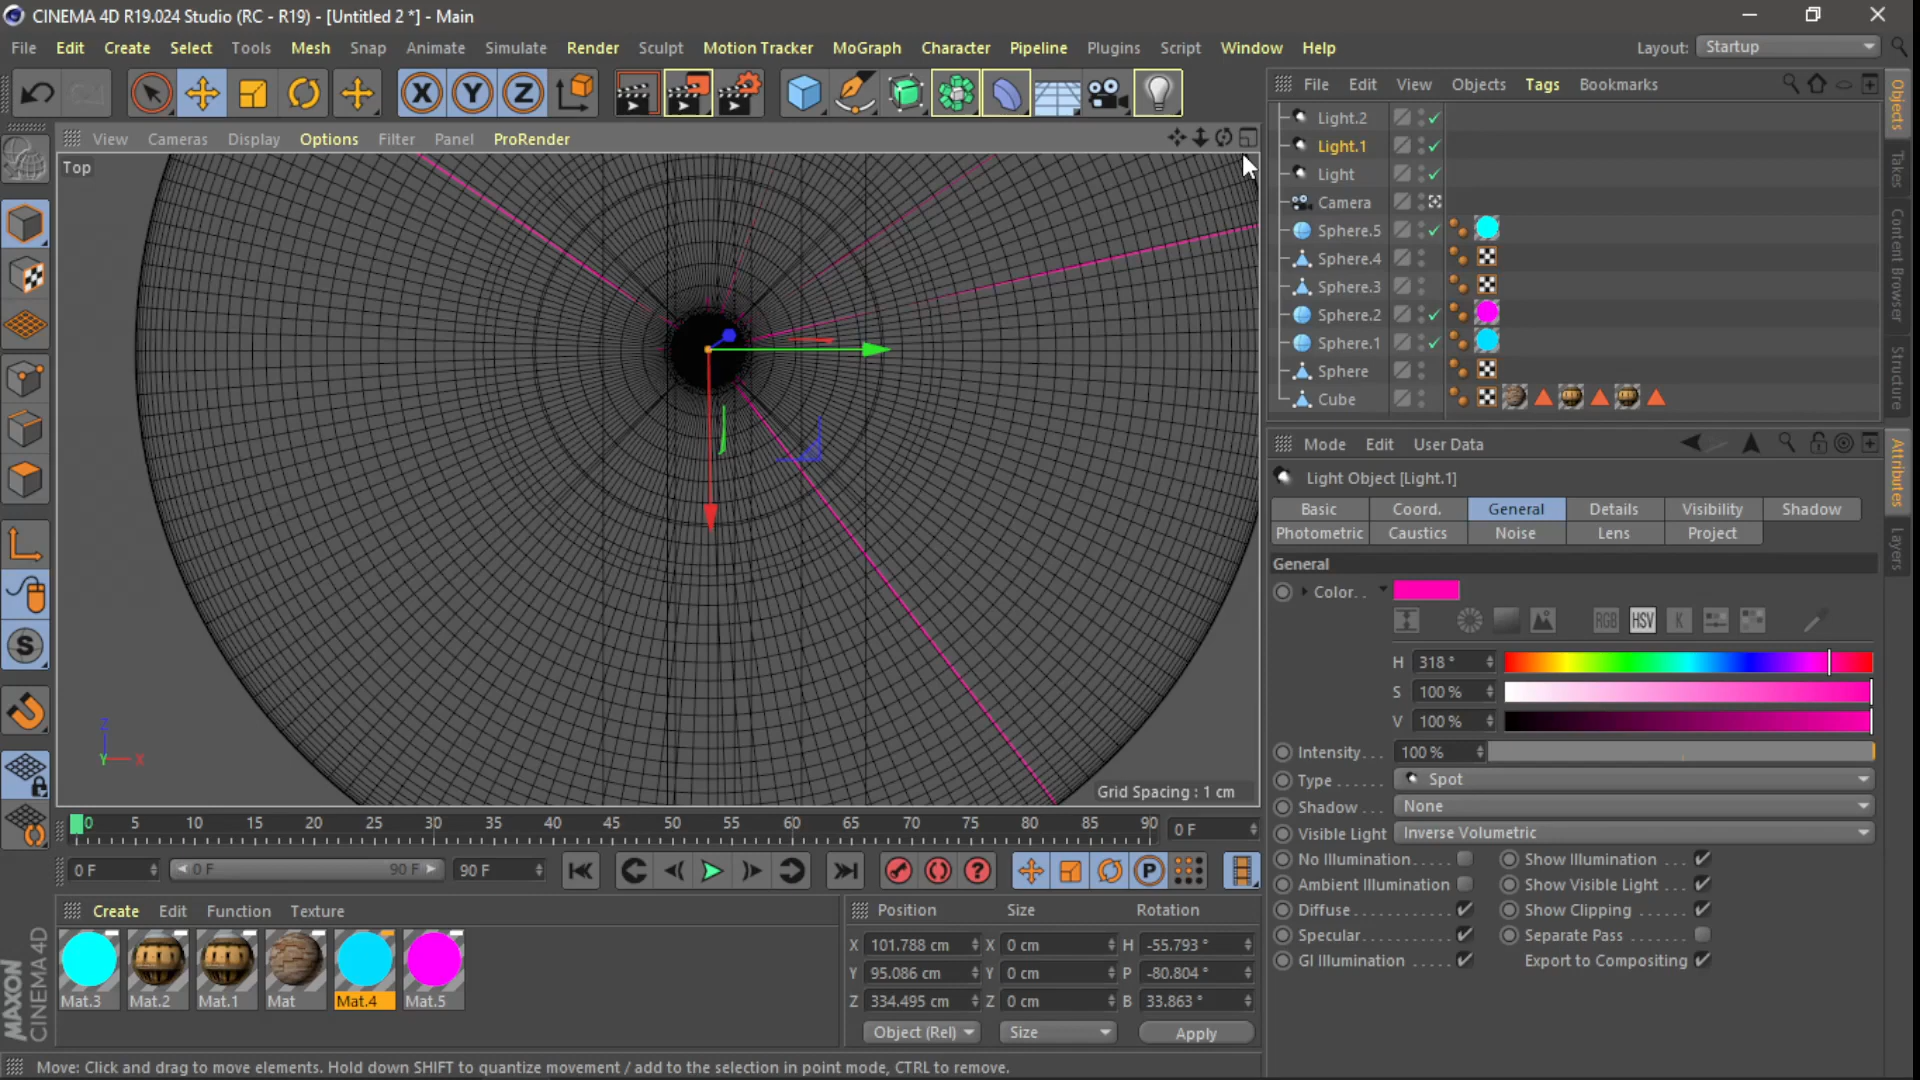 CINEMA 4D R19.024 Studio (RC - R19) - [Untitled 2 *] - Main
File Edit Create Select Tools Mesh Snap Animate Simulate Render Sculpt Motion Tracker MoGraph Character Pipeline Plugins Script Window Help Layout: Startup
X Y Z
File Edit View Objects Tags Bookmarks
View Cameras Display Options Filter Panel ProRender
Top
Light.2
Light.1
Light
Camera
Sphere.5
Sphere.4
Sphere.3
Sphere.2
Sphere.1
Sphere
Cube
Objects
Takes
Content Browser
Structure
Attributes
Layers
Mode Edit User Data
Light Object [Light.1]
Basic Coord. General Details Visibility Shadow
Photometric Caustics Noise Lens Project
General
Color. .
RGB HSV K
H 318 °
S 100 %
V 100 %
Intensity. . . 100 %
Type . . . . . . Spot
Shadow . . . None
Visible Light Inverse Volumetric
No Illumination. . . . . Show Illumination . . .
Ambient Illumination Show Visible Light . . .
Diffuse. . . . . . . . . . . . Show Clipping . . . . . .
Specular. . . . . . . . . . . Separate Pass . . . . . . .
GI Illumination . . . . . Export to Compositing
S
Z
Y X
Grid Spacing : 1 cm
0 5 10 15 20 25 30 35 40 45 50 55 60 65 70 75 80 85 90 0 F
0 F 0 F 90 F 90 F
P
Create Edit Function Texture
Mat.3 Mat.2 Mat.1 Mat Mat.4 Mat.5
MAXON
CINEMA 4D
Position Size Rotation
X 101.788 cm X 0 cm H -55.793 °
Y 95.086 cm Y 0 cm P -80.804 °
Z 334.495 cm Z 0 cm B 33.863 °
Object (Rel) Size Apply
Move: Click and drag to move elements. Hold down SHIFT to quantize movement / add to the selection in point mode, CTRL to remove.